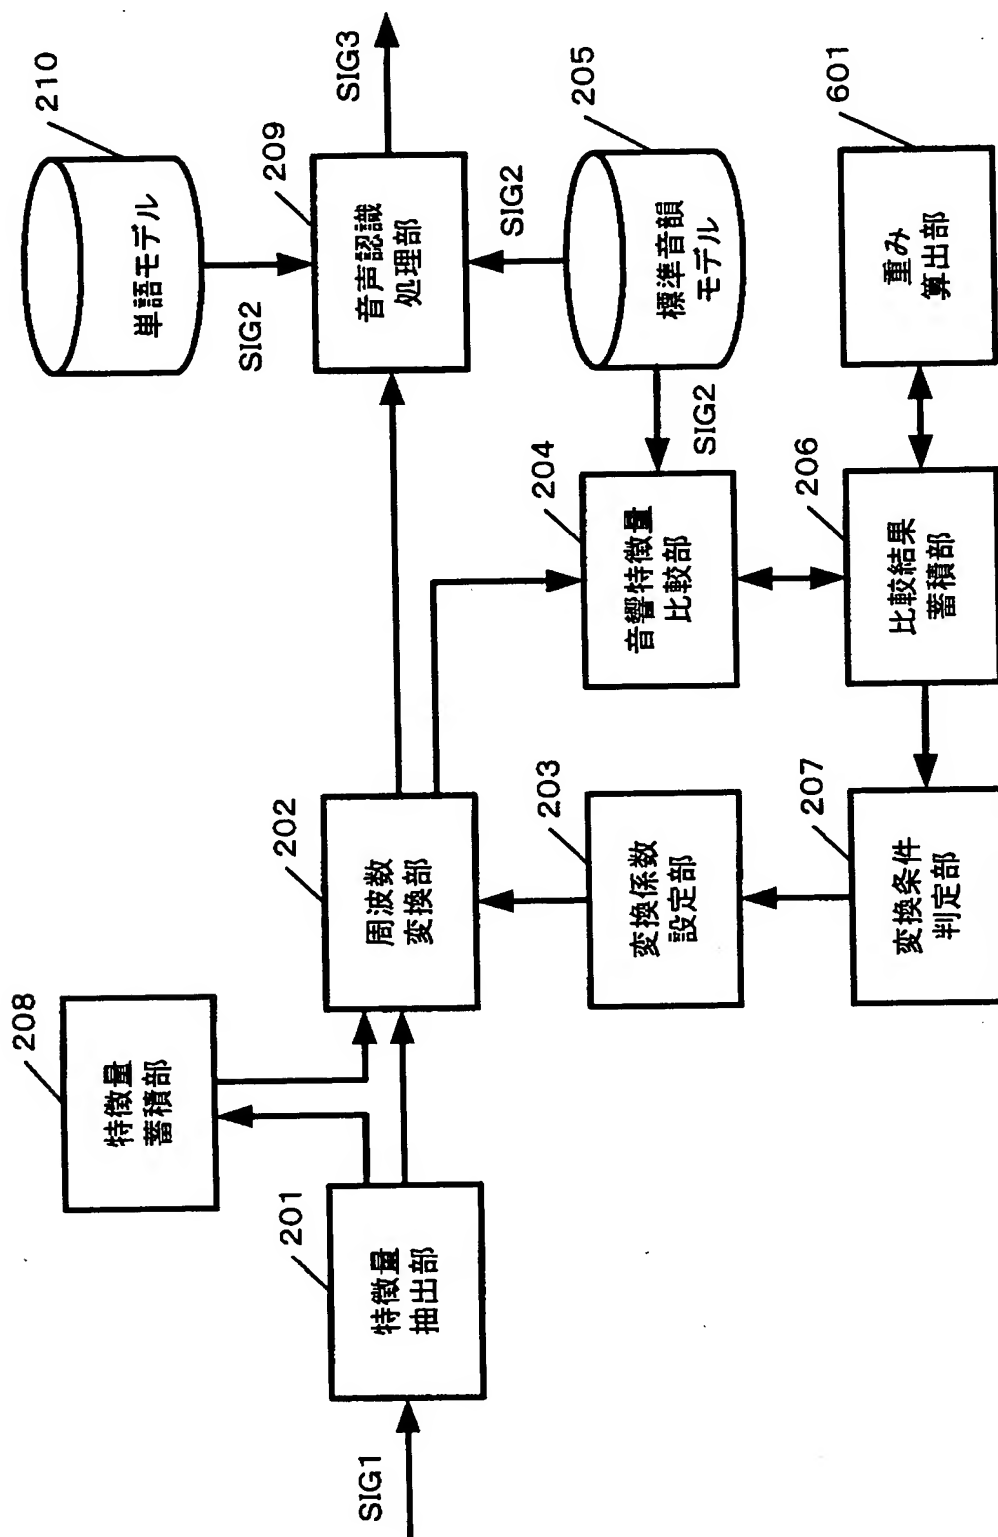 SIG1
201
特徴量
抽出部
208
特徴量
蓄積部
202
周波数
変換部
203
変換係数
設定部
207
変換条件
判定部
204
音響特徴量
比較部
206
比較結果
蓄積部
210
単語モデル
SIG2
209
音声認識
処理部
SIG3
SIG2
205
標準音韻
モデル
SIG2
601
重み
算出部